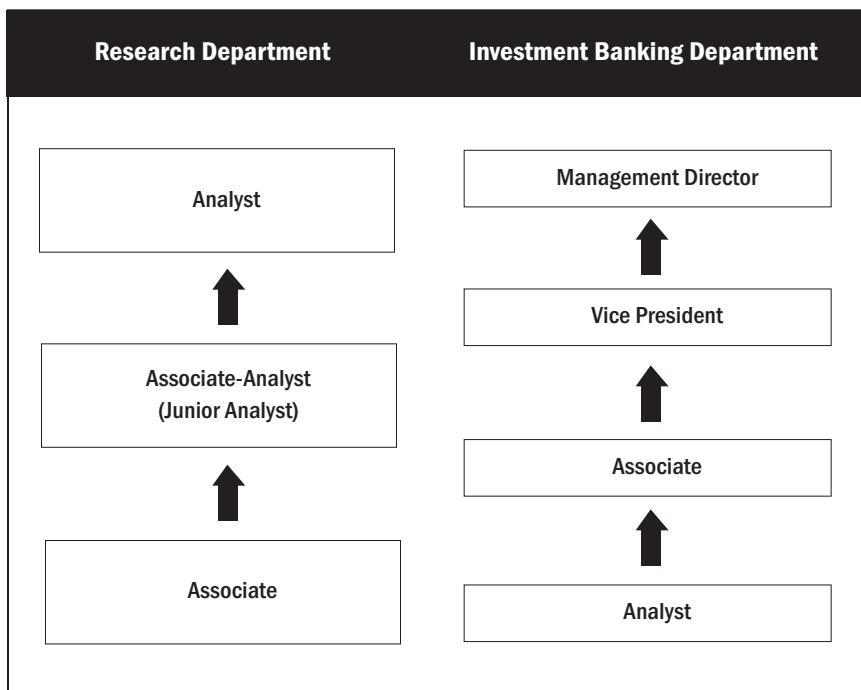 Research Department
Investment Banking Department
Analyst
Associate-Analyst
(Junior Analyst)
Associate
Management Director
Vice President
Associate
Analyst